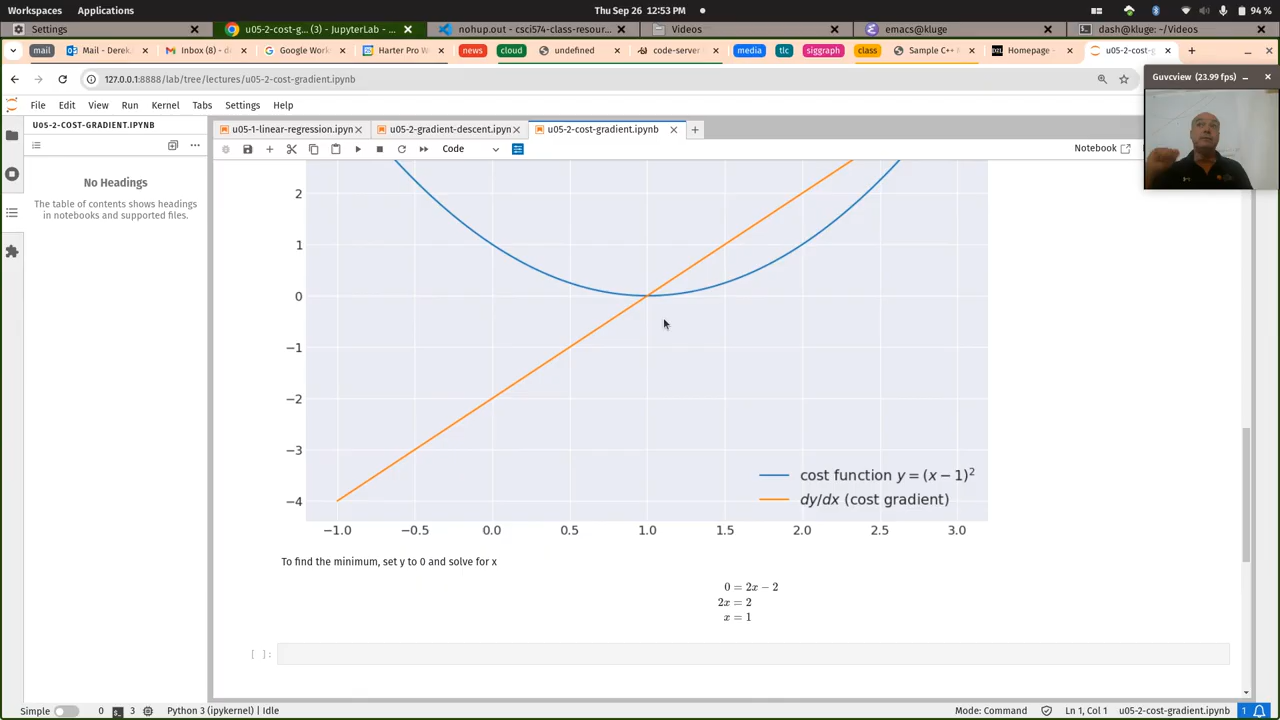 Workspaces Applications Thu Sep 26 12:53 PM 94 %
Settings u05-2-cost-g... (3) - JupyterLab - ... nohup.out - csci574-class-resour... Videos emacs@kluge dash@kluge: ~/Videos
mail Mail - Derek Inbox (8) - d Google Work Harter Pro W news cloud undefined code-server media tlc siggraph class Sample C++ M Homepage - u05-2-cost-g
127.0.0.1:8888/lab/tree/lectures/u05-2-cost-gradient.ipynb
Guvcview (23.99 fps)
File Edit View Run Kernel Tabs Settings Help
U05-2-COST-GRADIENT.IPYNB
u05-1-linear-regression.ipyn u05-2-gradient-descent.ipyn u05-2-cost-gradient.ipynb
Code
Notebook
No Headings
The table of contents shows headings
in notebooks and supported files.
2
1
0
−1
−2
−3
−4
cost function y = (x − 1)²
dy/dx (cost gradient)
−1.0 −0.5 0.0 0.5 1.0 1.5 2.0 2.5 3.0
To find the minimum, set y to 0 and solve for x
0 = 2x − 2
2x = 2
x = 1
[ ]:
Simple 0 3 Python 3 (ipykernel) | Idle Mode: Command Ln 1, Col 1 u05-2-cost-gradient.ipynb 1